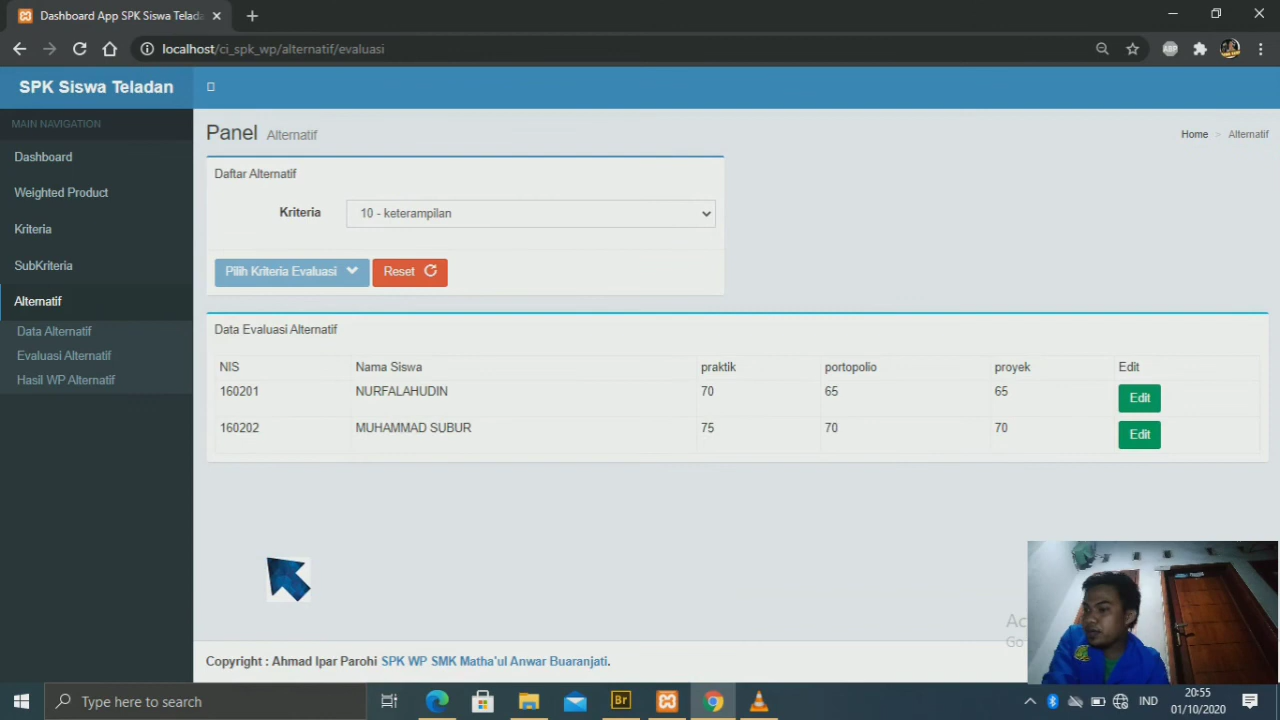 Dashboard App SPK Siswa Telada
localhost/ci_spk_wp/alternatif/evaluasi
ABP
SPK Siswa Teladan
MAIN NAVIGATION
Dashboard
Weighted Product
Kriteria
SubKriteria
Alternatif
Data Alternatif
Evaluasi Alternatif
Hasil WP Alternatif
Panel Alternatif
Home > Alternatif
Daftar Alternatif
Kriteria 10 - keterampilan
Pilih Kriteria Evaluasi Reset
Data Evaluasi Alternatif
NIS Nama Siswa praktik portopolio proyek Edit
160201 NURFALAHUDIN 70 65 65 Edit
160202 MUHAMMAD SUBUR 75 70 70 Edit
Ac
Go
Copyright : Ahmad Ipar Parohi SPK WP SMK Matha'ul Anwar Buaranjati.
Type here to search
Br
IND
20:55
01/10/2020